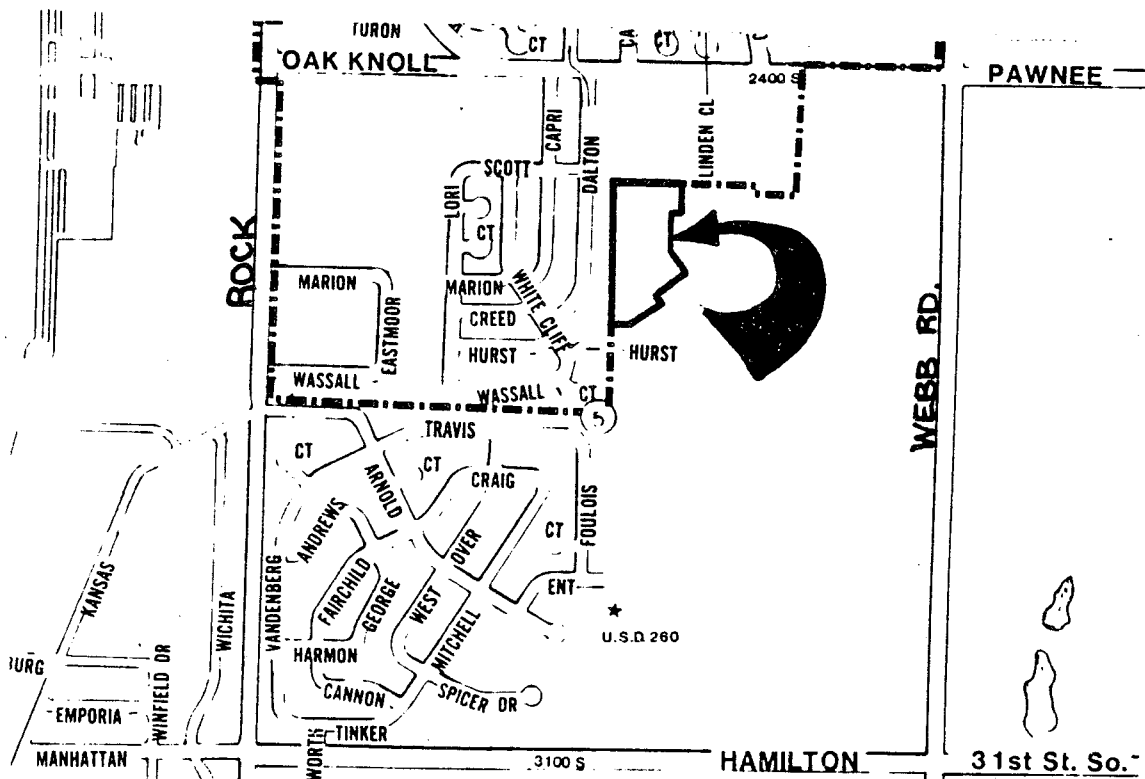 TURON
CT
CA
CT
OAK KNOLL
2400 S
PAWNEE
CAPRI
DALTON
LINDEN CL
SCOTT
LORI
CT
ROCK
MARION
EASTMOOR
MARION
WHITE CLIFF
CREED
HURST
HURST
WEBB RD.
WASSALL
WASSALL
CT
5
TRAVIS
CT
ARNOLD
CT
CRAIG
ANDREWS
OVER
CT
FOULOIS
KANSAS
WICHITA
VANDENBERG
FAIRCHILD
GEORGE
WEST
MITCHELL
ENT
U.S.D. 260
BURG
WINFIELD DR
HARMON
CANNON
SPICER DR
EMPORIA
TINKER
MANHATTAN
WORTH
3100 S
HAMILTON
31st St. So.